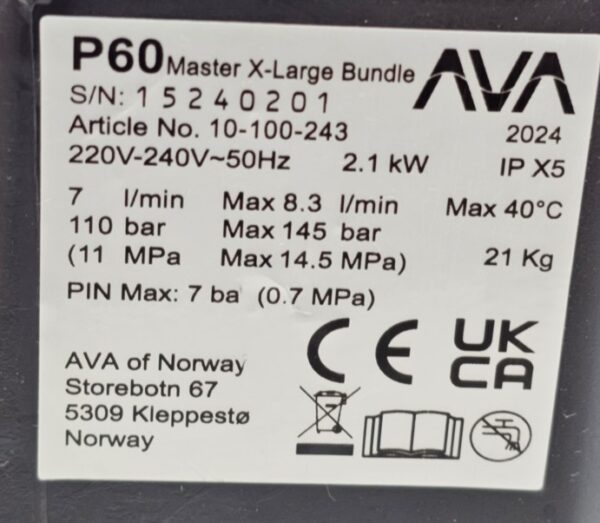 P60 Master X-Large Bundle AVA
S/N: 15240201
Article No. 10-100-243 2024
220V-240V~50Hz 2.1 kW IP X5
7 l/min Max 8.3 l/min Max 40°C
110 bar Max 145 bar
(11 MPa Max 14.5 MPa) 21 Kg
PIN Max: 7 ba (0.7 MPa)
CE UK
CA
AVA of Norway
Storebotn 67
5309 Kleppestø
Norway